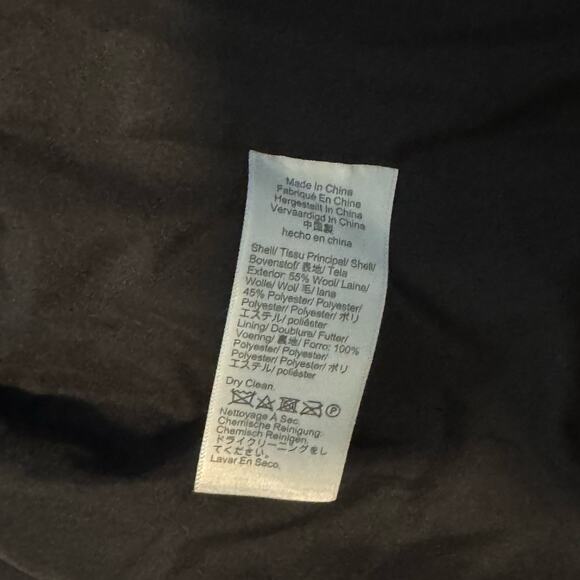 Made In China
Fabriqué En Chine
Hergestellt In China
Vervaardigd In China
中国製
hecho en china
Shell/ Tissu Principal/ Shell/
Bovenstof/ 表地/ Tela
Exterior: 55% Wool/ Laine/
Wolle/ Wol/ 毛/ lana
45% Polyester/ Polyester/
Polyester/ Polyester/ ポリ
エステル/ poliéster
Lining/ Doublure/ Futter/
Voering/ 裏地/ Forro: 100%
Polyester/ Polyester/
Polyester/ Polyester/ ポリ
エステル/ poliéster
Dry Clean.
P
Nettoyage À Sec.
Chemische Reinigung.
Chemisch Reinigen.
ドライクリーニングをし
てください.
Lavar En Seco.